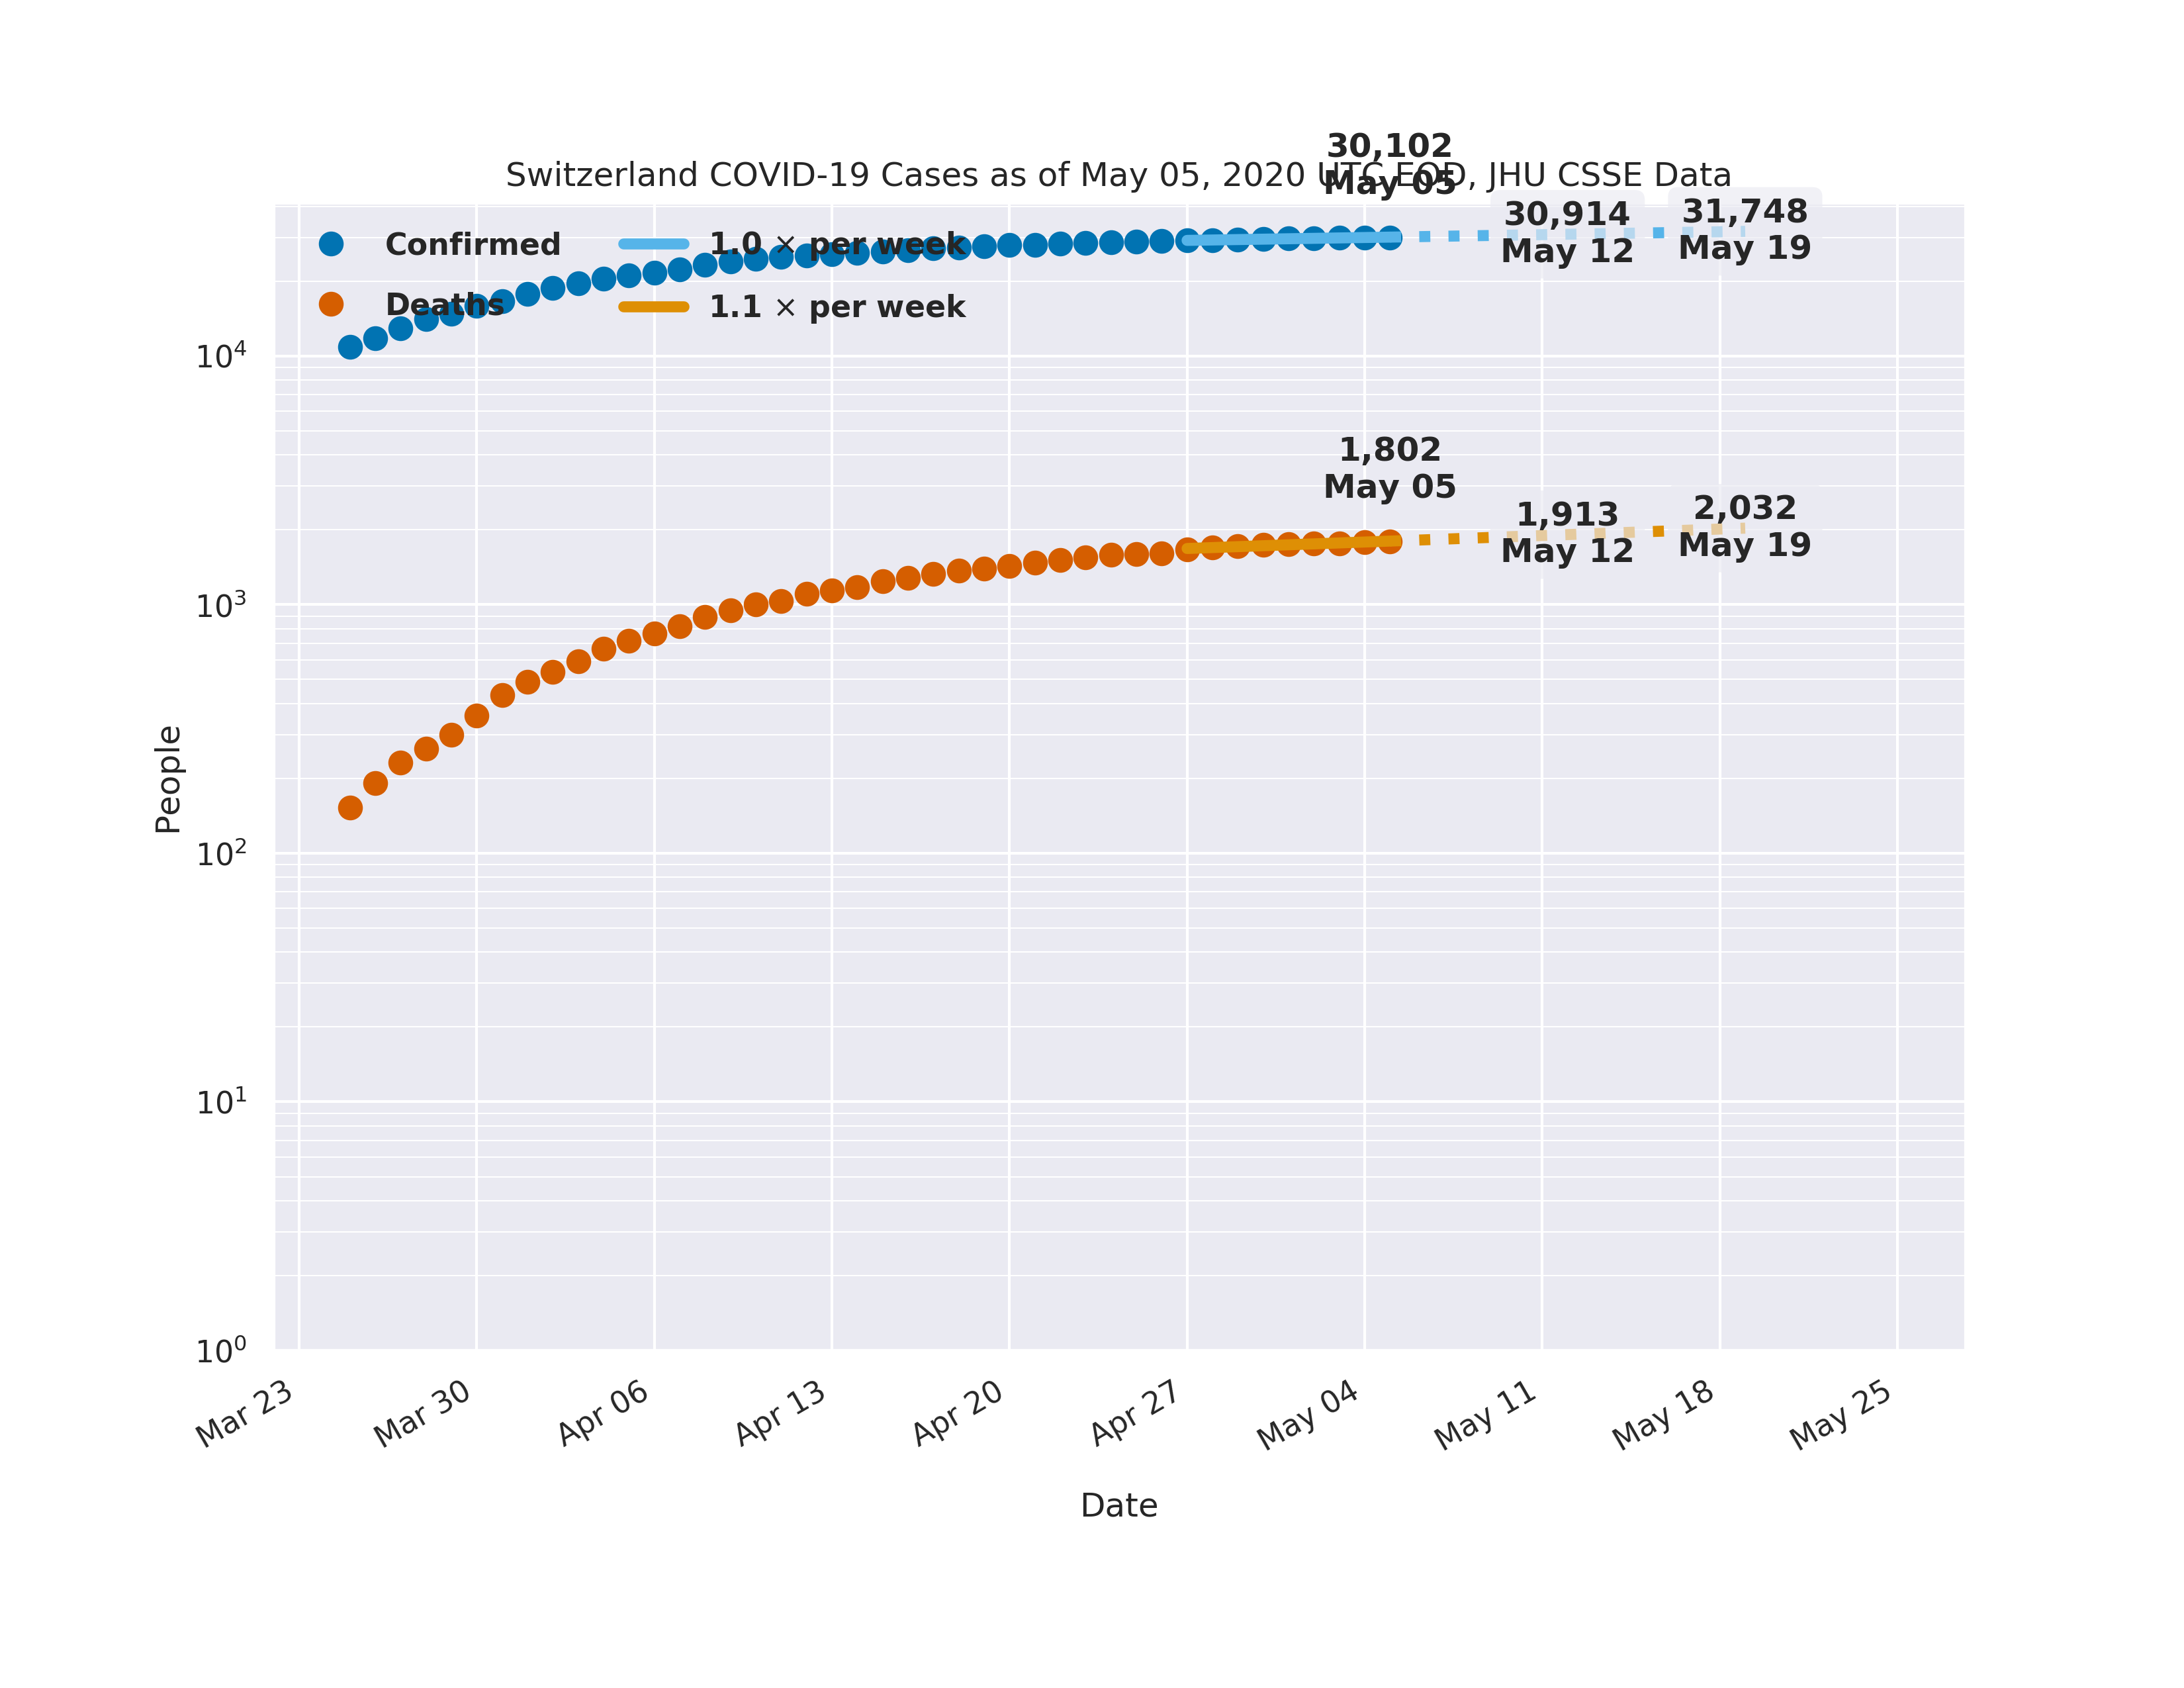 30,102
May 05
Switzerland COVID-19 Cases as of May 05, 2020 UTC EOD, JHU CSSE Data
30,914
May 12
31,748
May 19
Confirmed
1.0 × per week
Deaths
1.1 × per week
10⁴
1,802
May 05
1,913
May 12
2,032
May 19
10³
People
10²
10¹
10⁰
Mar 23
Mar 30
Apr 06
Apr 13
Apr 20
Apr 27
May 04
May 11
May 18
May 25
Date